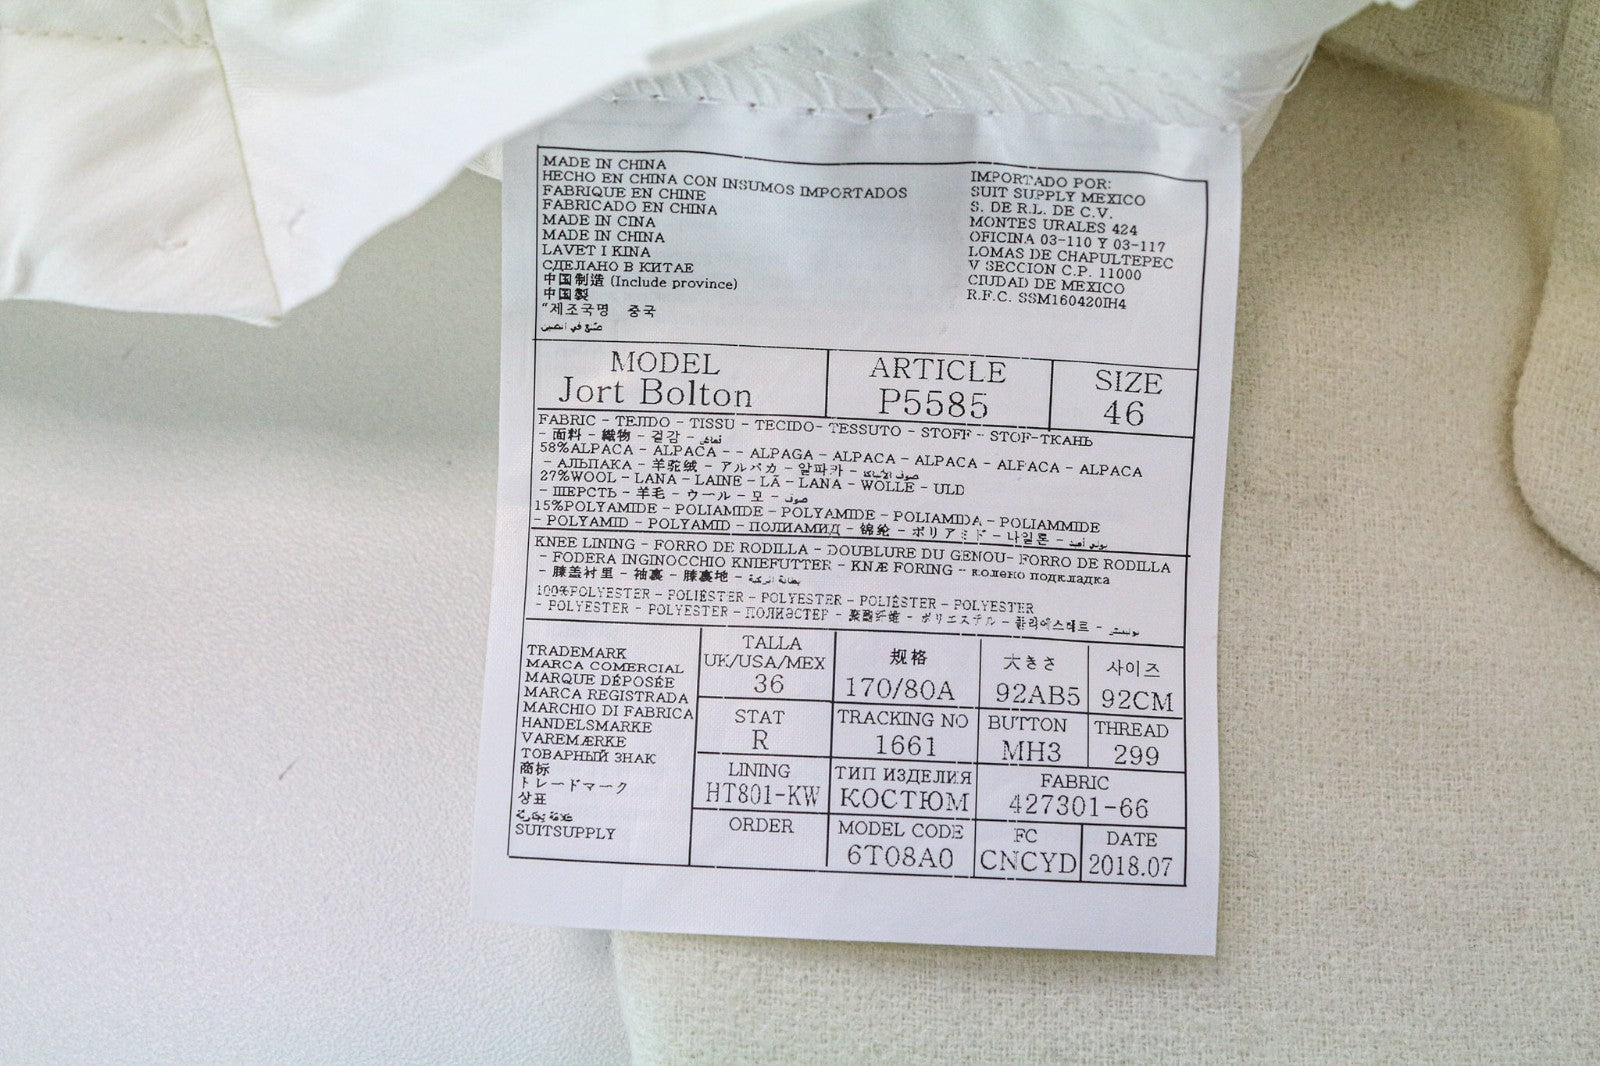 MADE IN CHINA
HECHO EN CHINA CON INSUMOS IMPORTADOS
FABRIQUE EN CHINE
FABRICADO EN CHINA
MADE IN CINA
MADE IN CHINA
LAVET I KINA
СДЕЛАНО В КИТАЕ
中国制造 (Include province)
中国製
"제조국명 중국
صنع في الصين
IMPORTADO POR:
SUIT SUPPLY MEXICO
S. DE R.L. DE C.V.
MONTES URALES 424
OFICINA 03-110 Y 03-117
LOMAS DE CHAPULTEPEC
V SECCION C.P. 11000
CIUDAD DE MEXICO
R.F.C. SSM160420IH4
MODEL
Jort Bolton
ARTICLE
P5585
SIZE
46
FABRIC - TEJIDO - TISSU - TECIDO- TESSUTO - STOFF - STOF-ТКАНЬ
- 面料 - 織物 - 겉감 - قماش
58%ALPACA - ALPACA - - ALPAGA - ALPACA - ALPACA - ALPACA - ALPACA
- АЛЬПАКА - 羊驼绒 - アルパカ - 알파카 - صوف الألباكا
27%WOOL - LANA - LAINE - LÃ - LANA - WOLLE - ULD
- ШЕРСТЬ - 羊毛 - ウール - 모 - صوف
15%POLYAMIDE - POLIAMIDE - POLYAMIDE - POLIAMIDA - POLIAMMIDE
- POLYAMID - POLYAMID - ПОЛИАМИД - 锦纶 - ポリアミド - 나일론 -
KNEE LINING - FORRO DE RODILLA - DOUBLURE DU GENOU- FORRO DE RODILLA
- FODERA INGINOCCHIO KNIEFUTTER - KNÆ FORING - колено подкладка
- 膝盖衬里 - 袖裏 - 膝裏地 - بطانة الركبة
100%POLYESTER - POLIÉSTER - POLYESTER - POLIÉSTER - POLYESTER
- POLYESTER - POLYESTER - ПОЛИЭСТЕР - 聚酯纤维 - ポリエステル - 폴리에스테르 -
TRADEMARK
MARCA COMERCIAL
MARQUE DÉPOSÉE
MARCA REGISTRADA
MARCHIO DI FABRICA
HANDELSMARKE
VAREMÆRKE
ТОВАРНЫЙ ЗНАК
商标
トレードマーク
상표
علامة تجارية
SUITSUPPLY
TALLA
UK/USA/MEX
36
规格
170/80A
大きさ
92AB5
사이즈
92CM
STAT
R
TRACKING NO
1661
BUTTON
MH3
THREAD
299
LINING
HT801-KW
ТИП ИЗДЕЛИЯ
КОСТЮМ
FABRIC
427301-66
ORDER
MODEL CODE
6T08A0
FC
CNCYD
DATE
2018.07